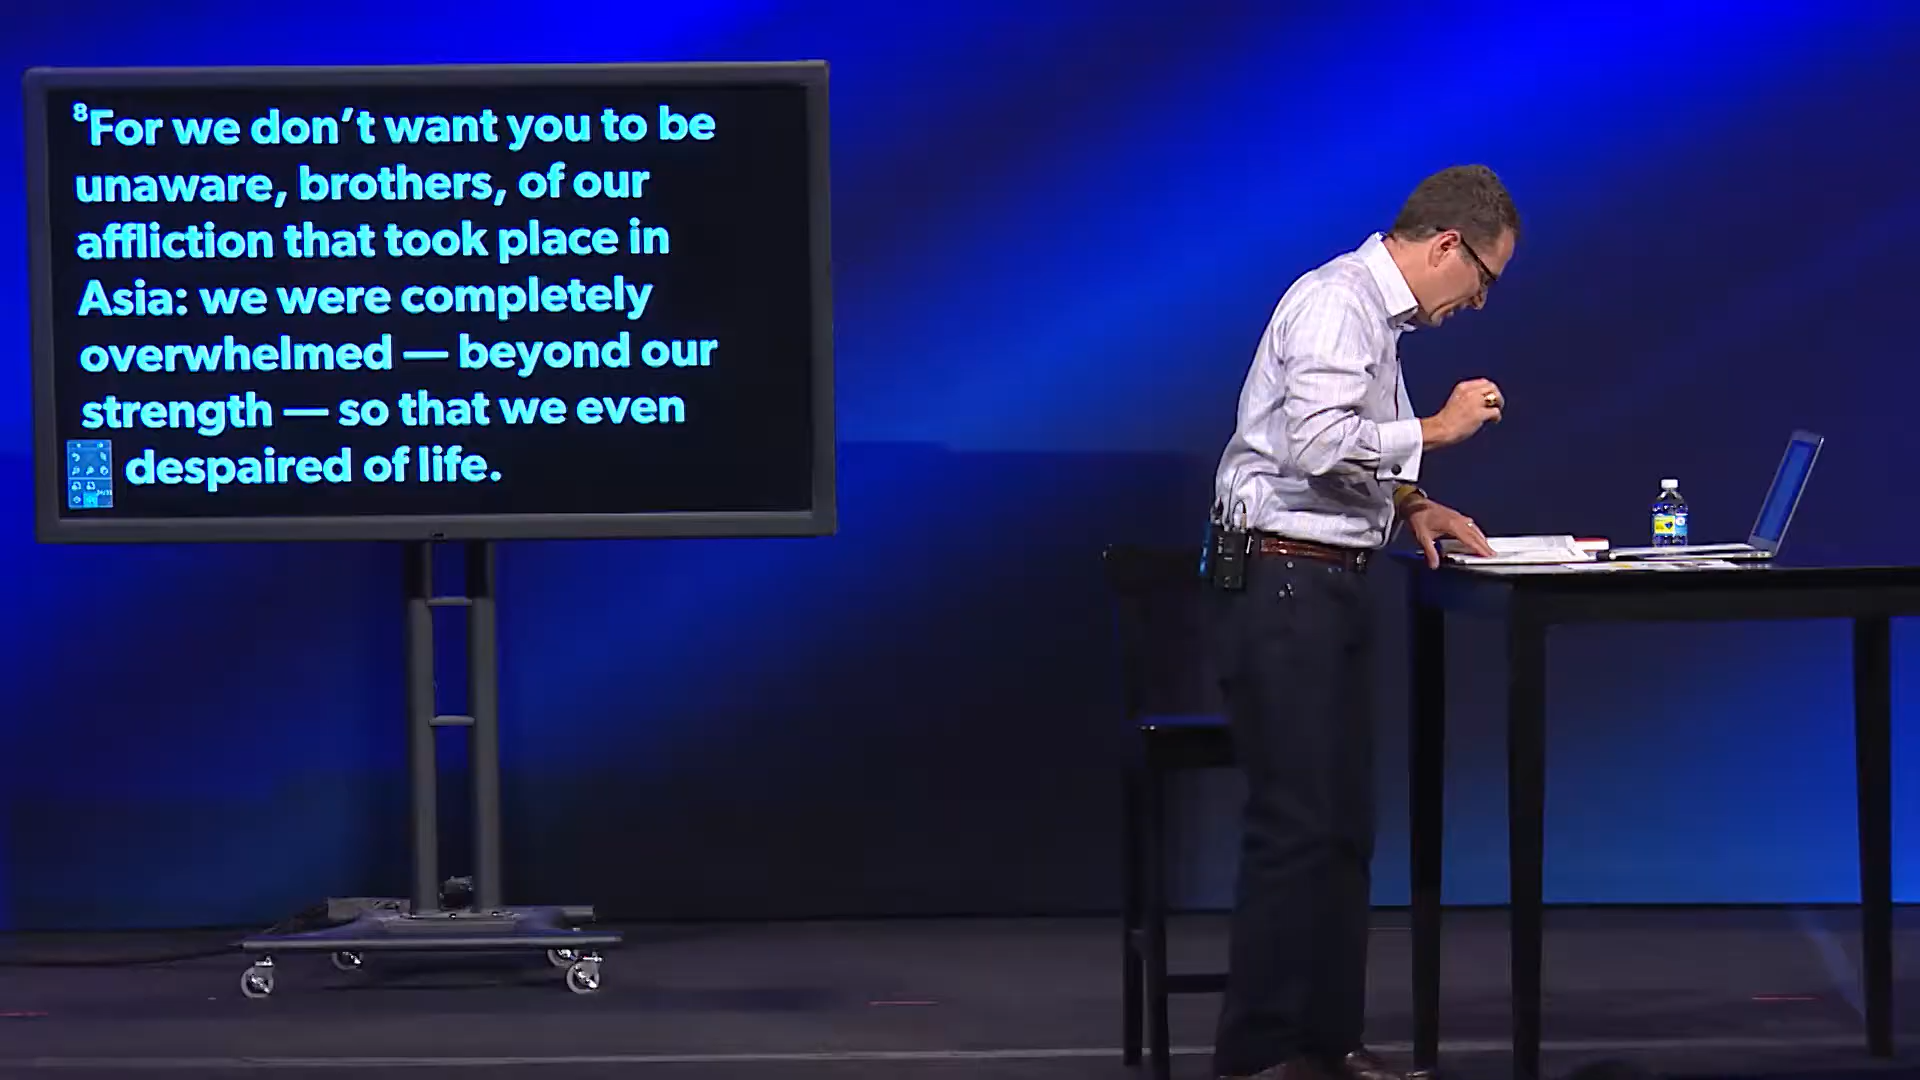 ⁸For we don't want you to be
unaware, brothers, of our
affliction that took place in
Asia: we were completely
overwhelmed — beyond our
strength — so that we even
despaired of life.